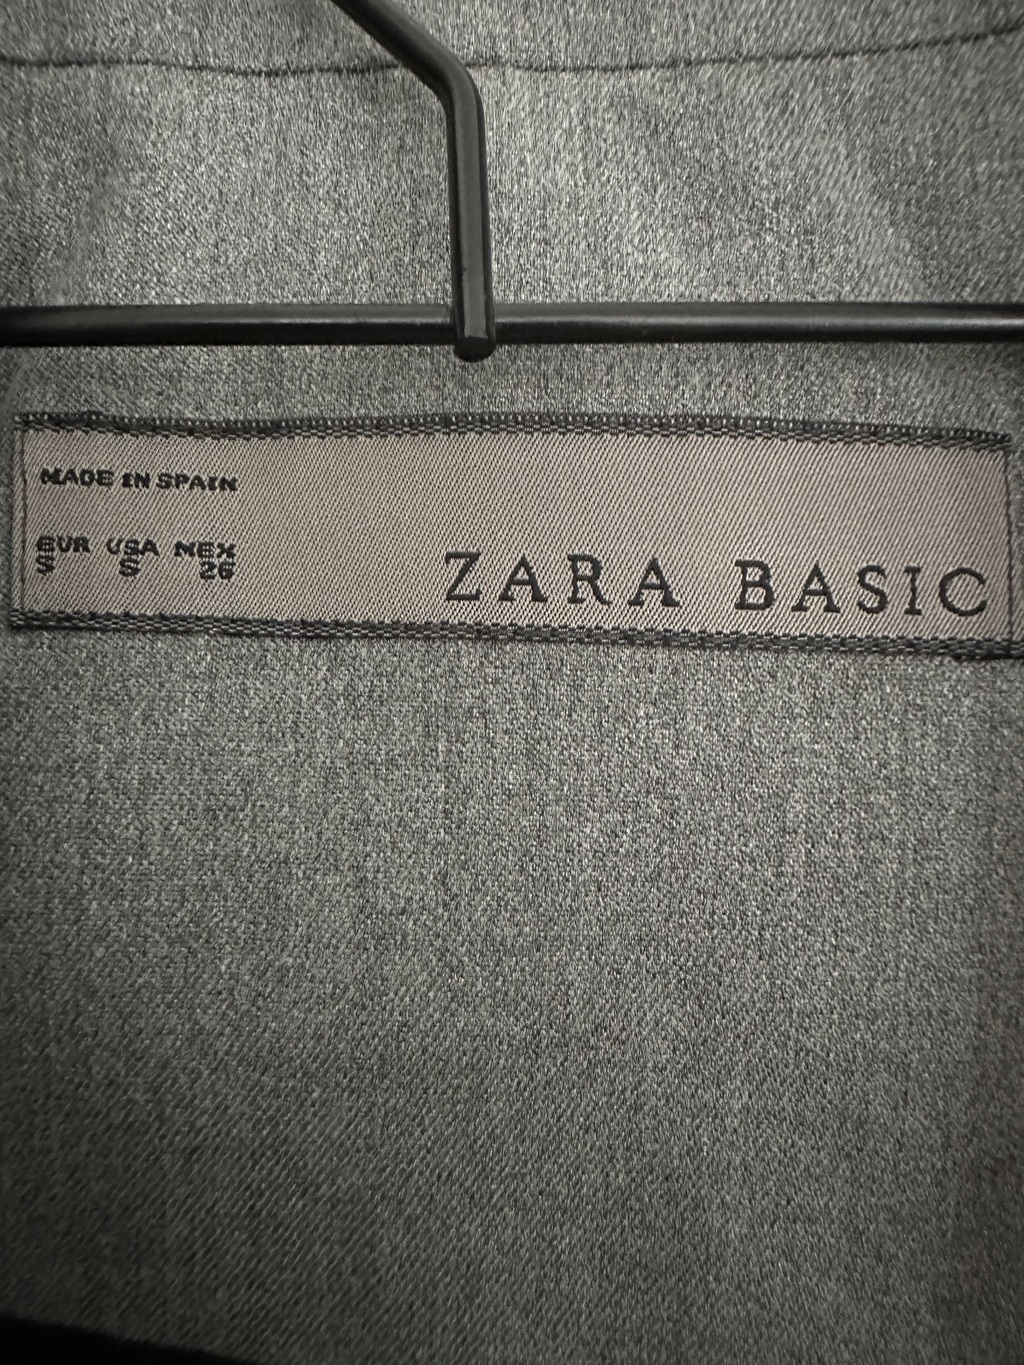 MADE IN SPAIN
EUR USA MEX
S S 26
ZARA BASIC